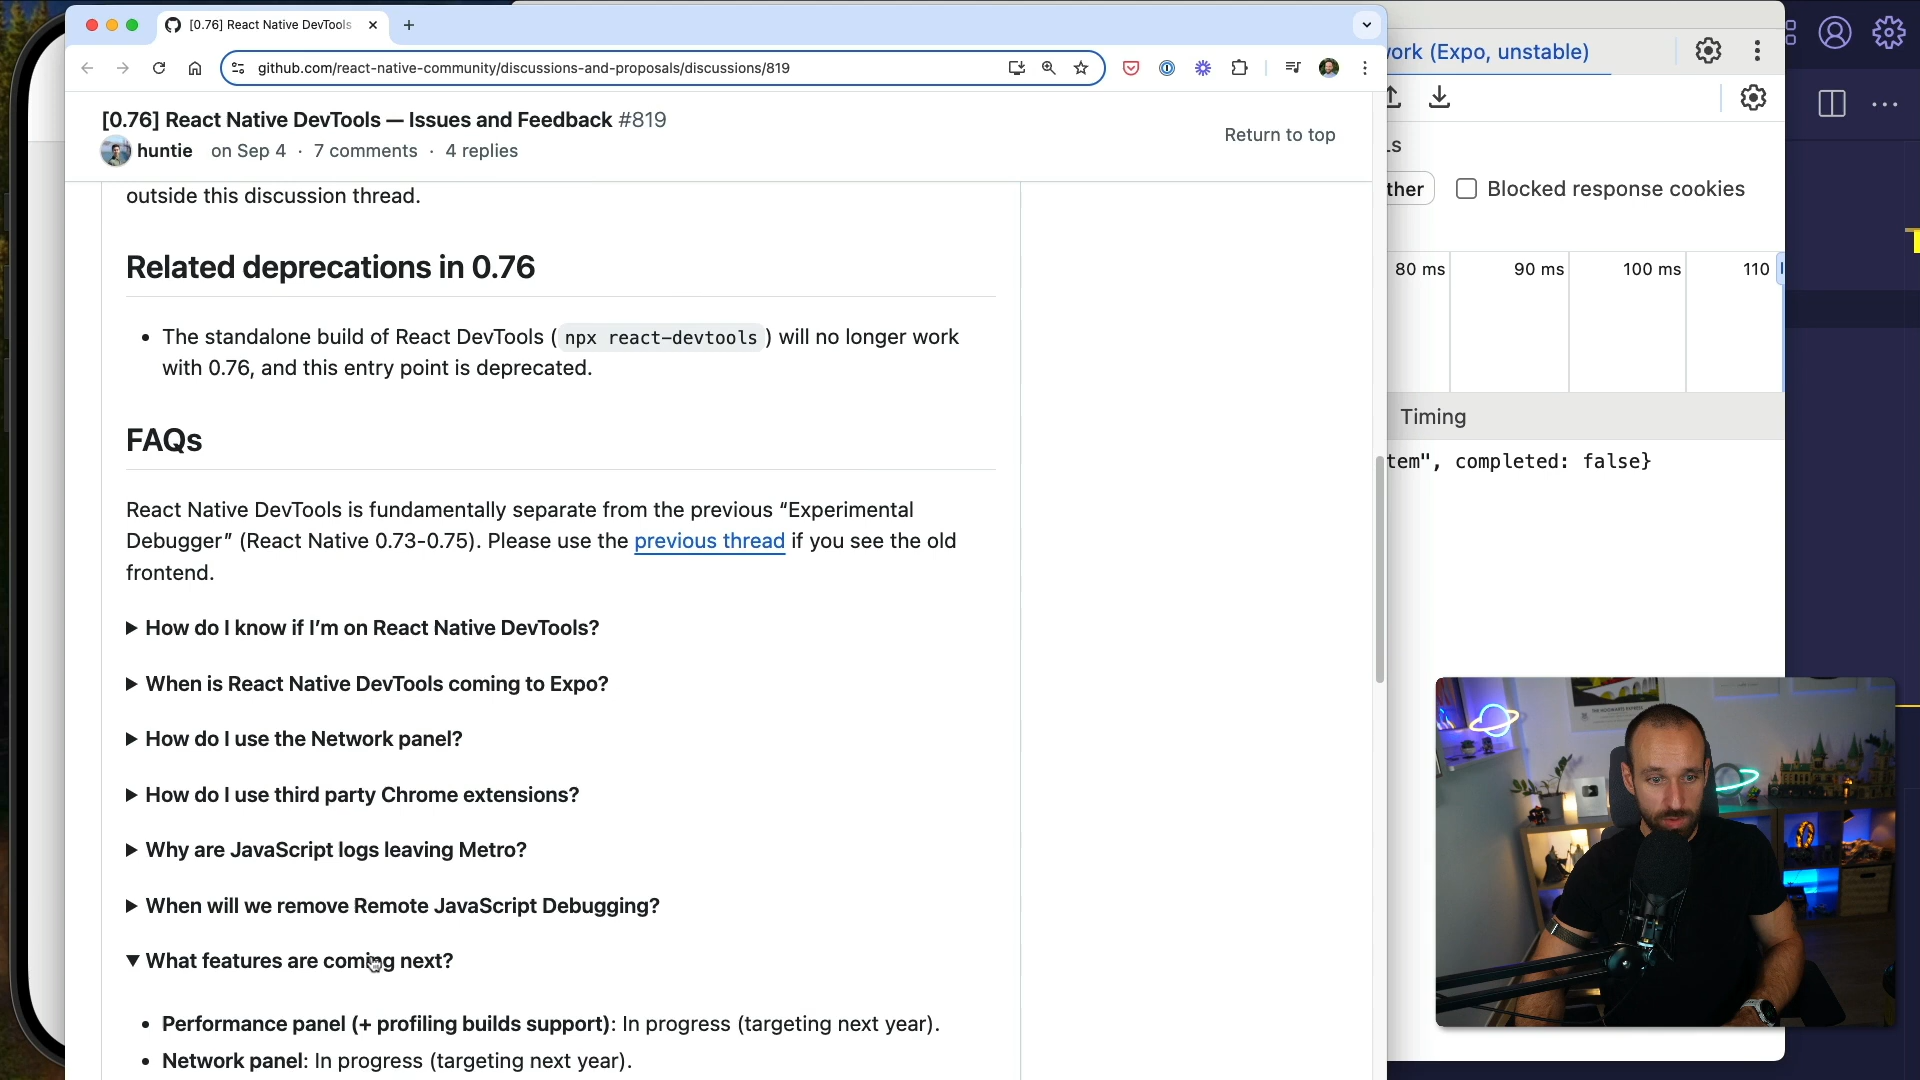 [0.76] React Native DevTools
github.com/react-native-community/discussions-and-proposals/discussions/819
[0.76] React Native DevTools — Issues and Feedback #819
huntie on Sep 4 · 7 comments · 4 replies
Return to top
outside this discussion thread.
Related deprecations in 0.76
• The standalone build of React DevTools ( npx react-devtools ) will no longer work
with 0.76, and this entry point is deprecated.
FAQs
React Native DevTools is fundamentally separate from the previous “Experimental
Debugger” (React Native 0.73-0.75). Please use the previous thread if you see the old
frontend.
▶ How do I know if I’m on React Native DevTools?
▶ When is React Native DevTools coming to Expo?
▶ How do I use the Network panel?
▶ How do I use third party Chrome extensions?
▶ Why are JavaScript logs leaving Metro?
▶ When will we remove Remote JavaScript Debugging?
▼ What features are coming next?
• Performance panel (+ profiling builds support): In progress (targeting next year).
• Network panel: In progress (targeting next year).
(Expo, unstable)
Blocked response cookies
80 ms
90 ms
100 ms
110
Timing
tem", completed: false}